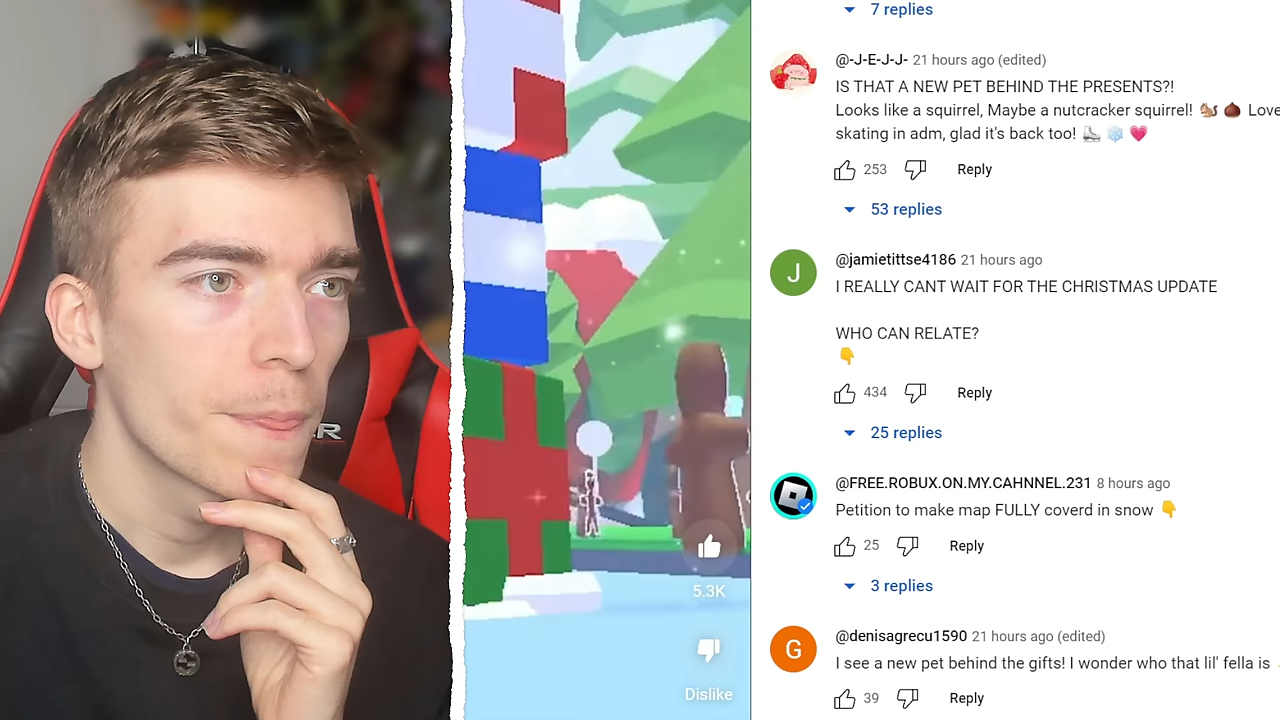 7 replies
@-J-E-J-J- 21 hours ago (edited)
IS THAT A NEW PET BEHIND THE PRESENTS?!
Looks like a squirrel, Maybe a nutcracker squirrel! 🐿️ 🌰 Love
skating in adm, glad it's back too! ⛸️ ❄️ 💗
253 Reply
53 replies
J
@jamietittse4186 21 hours ago
I REALLY CANT WAIT FOR THE CHRISTMAS UPDATE
WHO CAN RELATE?
👇
434 Reply
25 replies
@FREE.ROBUX.ON.MY.CAHNNEL.231 8 hours ago
Petition to make map FULLY coverd in snow 👇
25 Reply
3 replies
G
@denisagrecu1590 21 hours ago (edited)
I see a new pet behind the gifts! I wonder who that lil' fella is
39 Reply
5.3K
Dislike
R